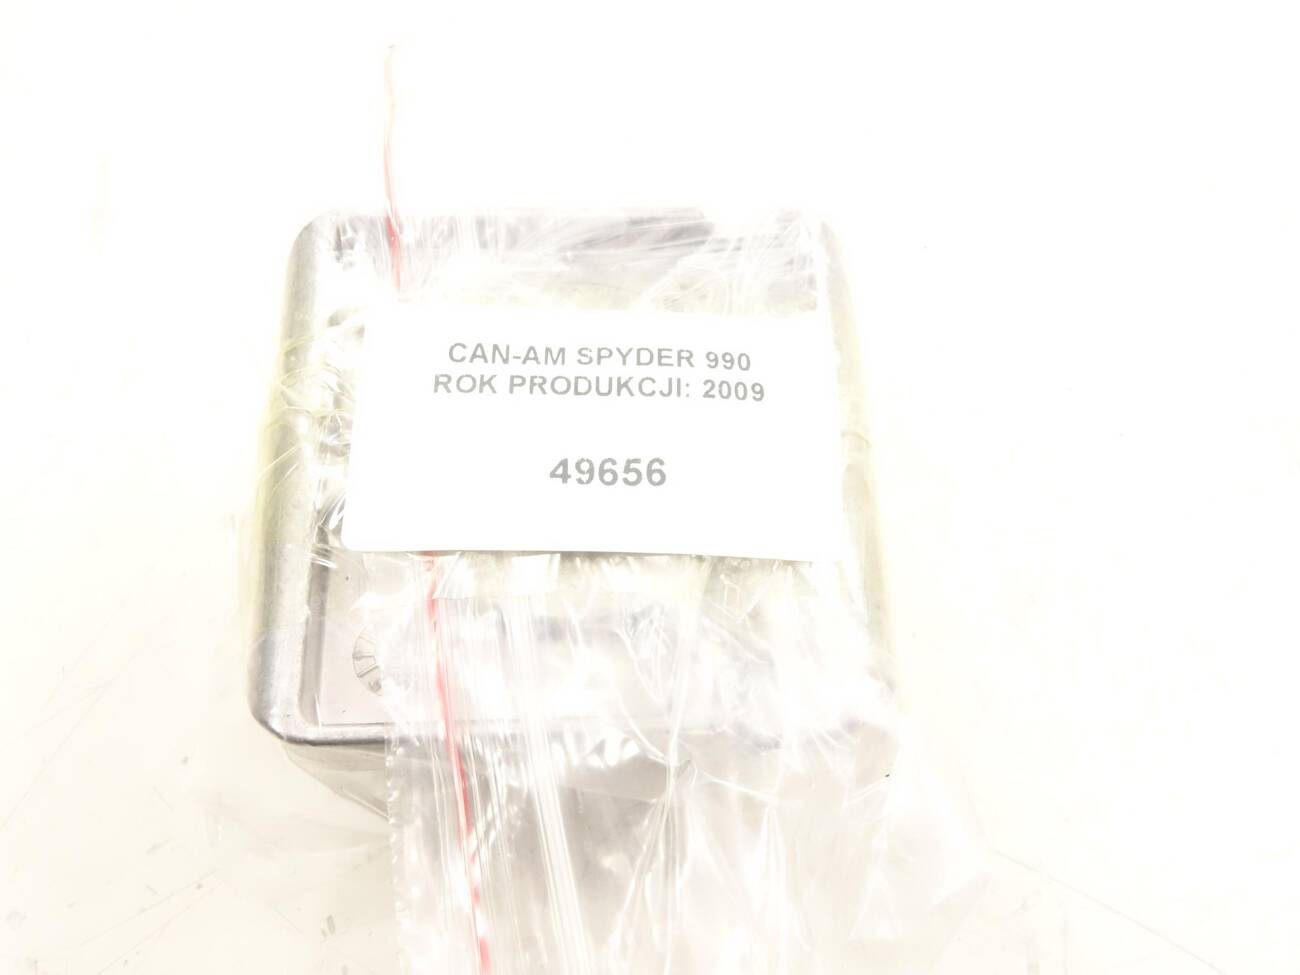 CAN-AM SPYDER 990
ROK PRODUKCJI: 2009
49656